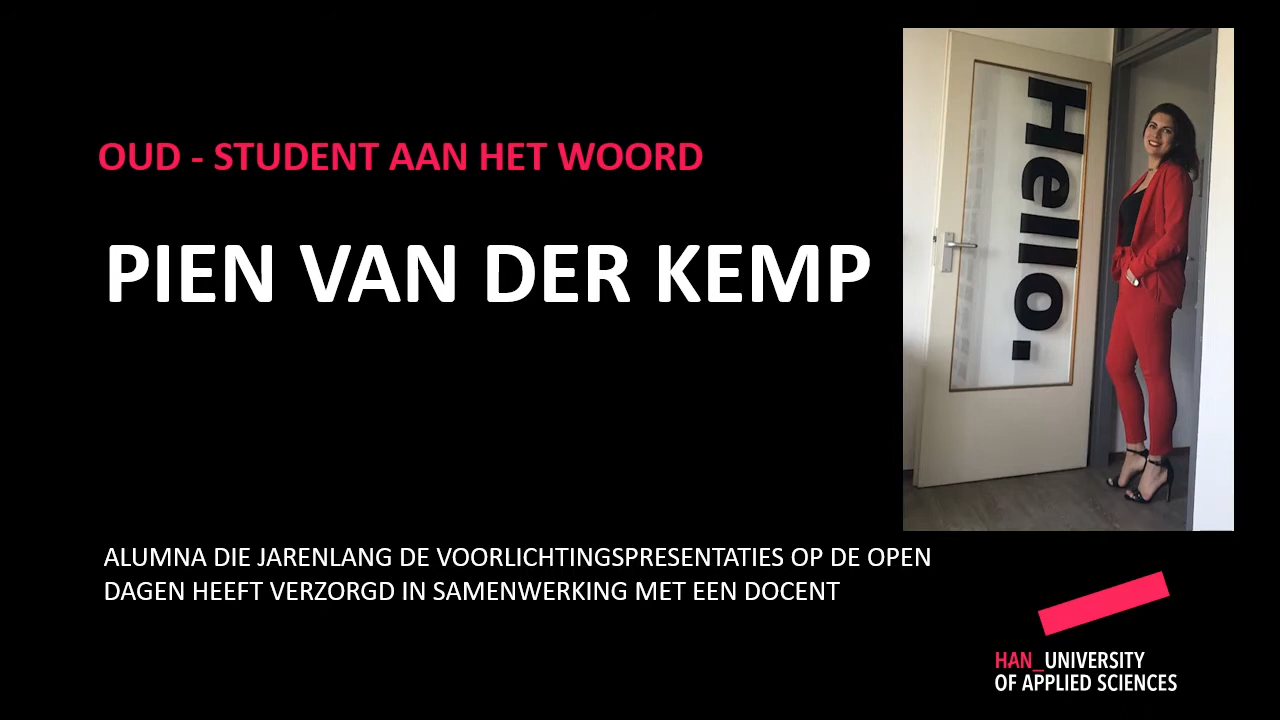 OUD - STUDENT AAN HET WOORD
PIEN VAN DER KEMP
Hello.
ALUMNA DIE JARENLANG DE VOORLICHTINGSPRESENTATIES OP DE OPEN
DAGEN HEEFT VERZORGD IN SAMENWERKING MET EEN DOCENT
HAN_UNIVERSITY
OF APPLIED SCIENCES